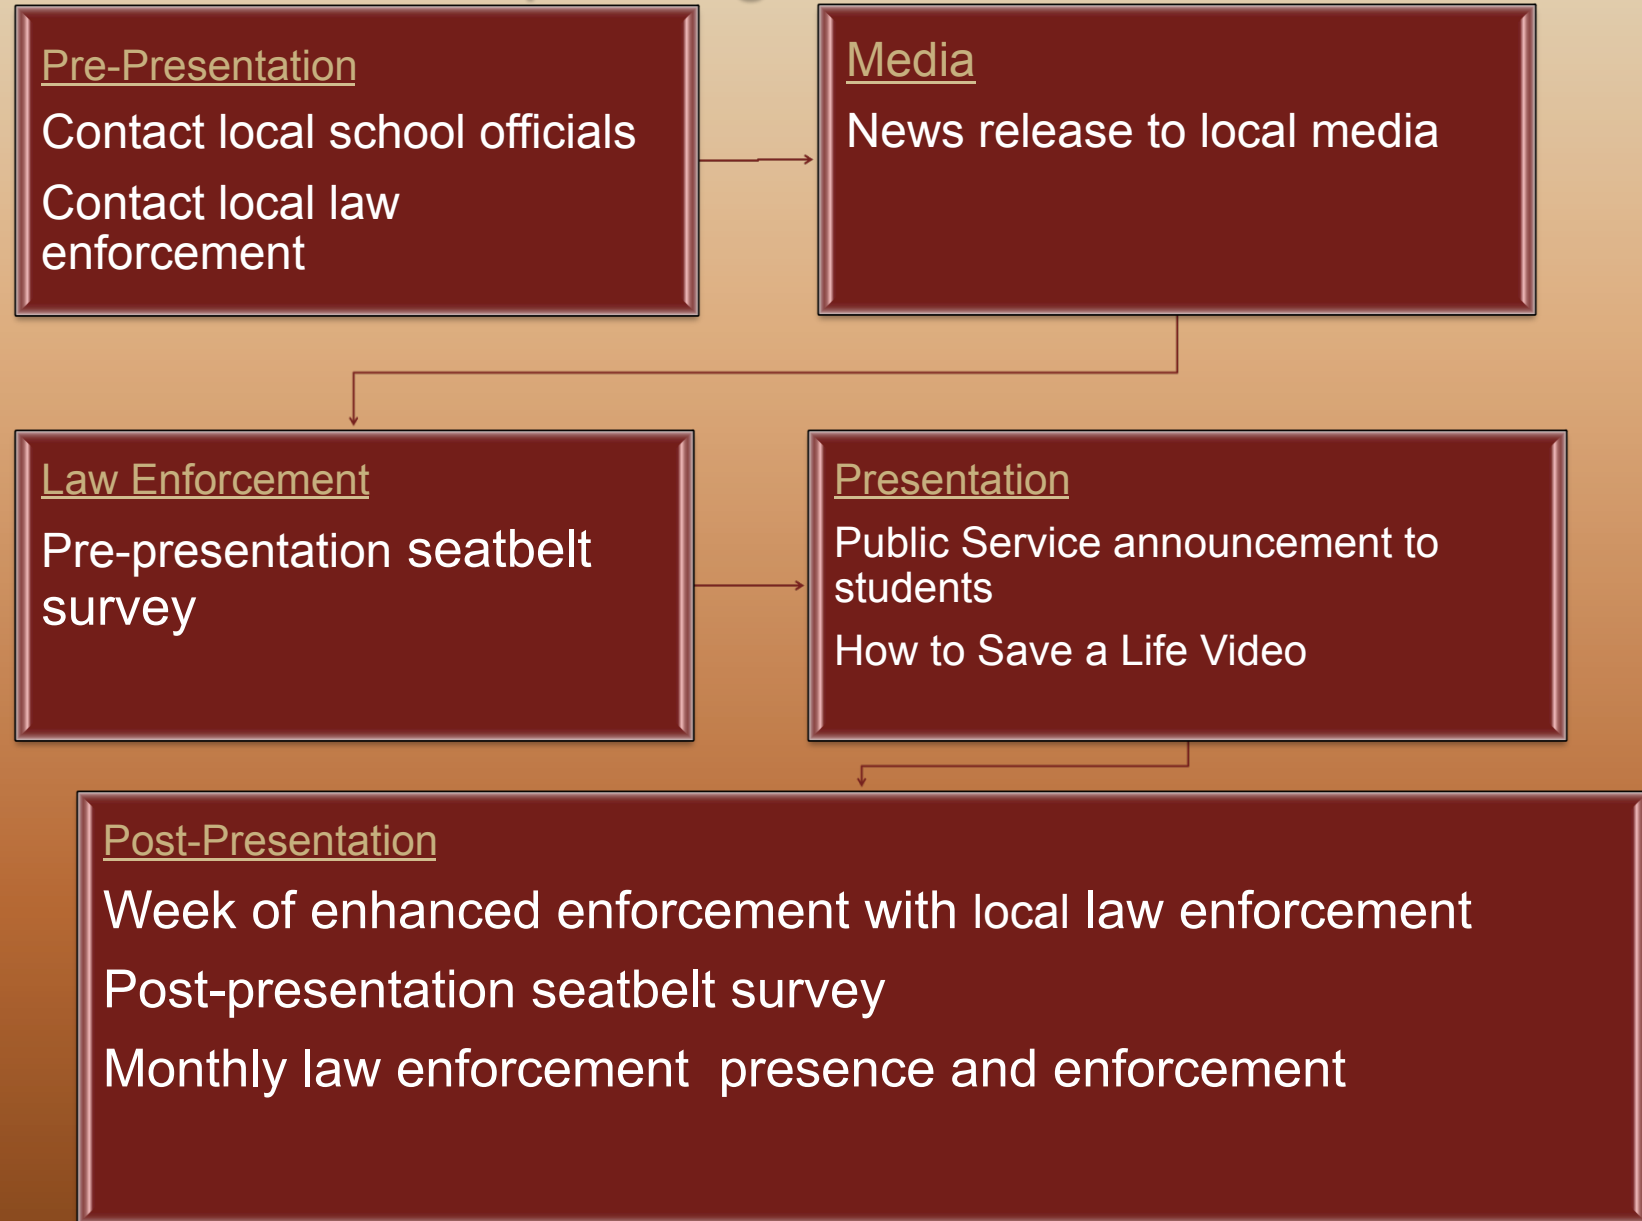 Pre-Presentation
Contact local school officials
Contact local law
enforcement
Media
News release to local media
Law Enforcement
Pre-presentation seatbelt
survey
Presentation
Public Service announcement to
students
How to Save a Life Video
Post-Presentation
Week of enhanced enforcement with local law enforcement
Post-presentation seatbelt survey
Monthly law enforcement  presence and enforcement